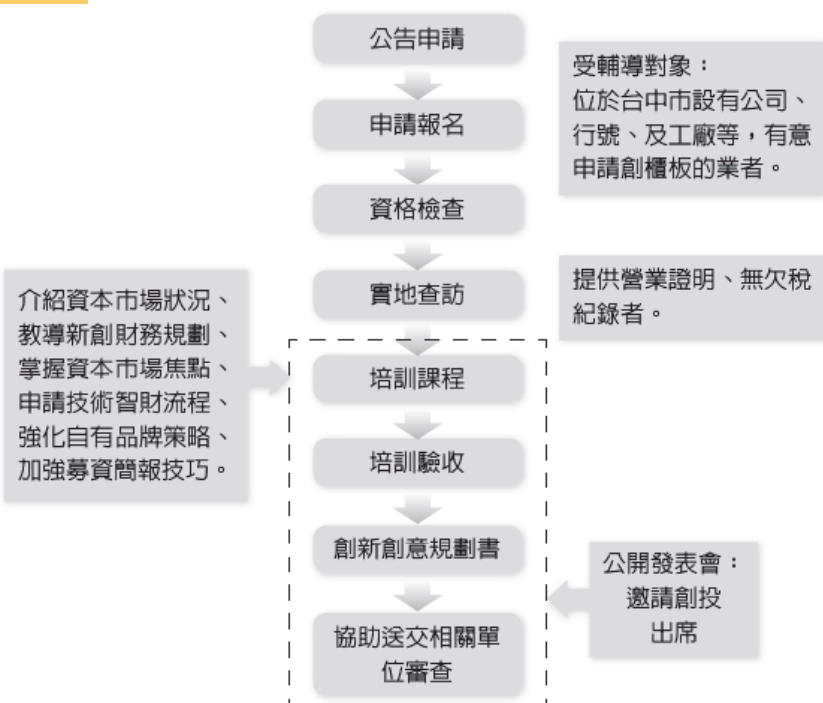 公告申請
申請報名
資格檢查
實地查訪
培訓課程
培訓驗收
創新創意規劃書
協助送交相關單
位審查
受輔導對象：
位於台中市設有公司、
行號、及工廠等，有意
申請創櫃板的業者。
提供營業證明、無欠稅
紀錄者。
介紹資本市場狀況、
教導新創財務規劃、
掌握資本市場焦點、
申請技術智財流程、
強化自有品牌策略、
加強募資簡報技巧。
公開發表會：
邀請創投
出席